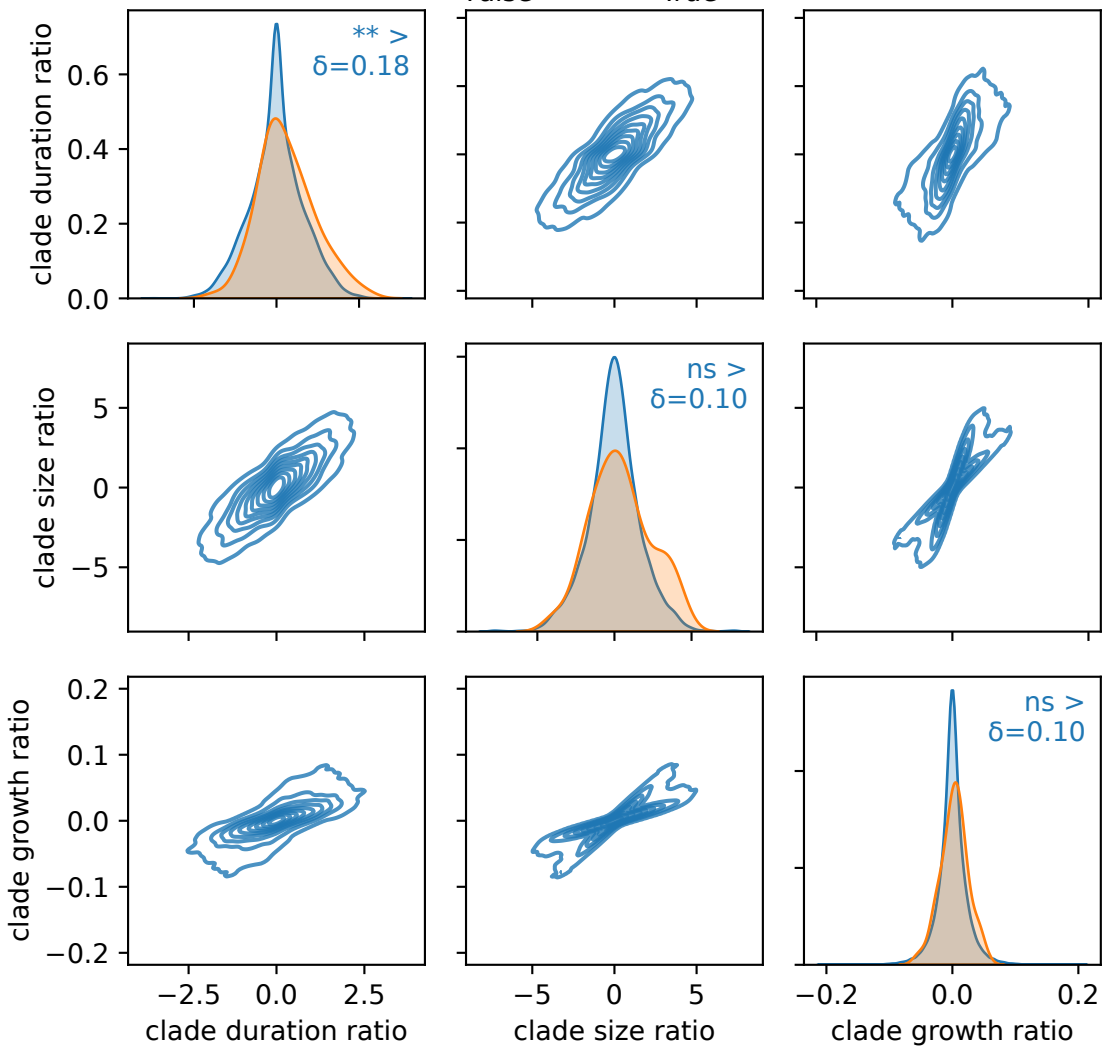 clade duration ratio
0.6
0.4
0.2
0.0
** >
δ=0.18
clade size ratio
5
0
−5
ns >
δ=0.10
clade growth ratio
0.2
0.1
0.0
−0.1
−0.2
ns >
δ=0.10
−2.5 0.0 2.5
−5 0 5
−0.2 0.0 0.2
clade duration ratio
clade size ratio
clade growth ratio